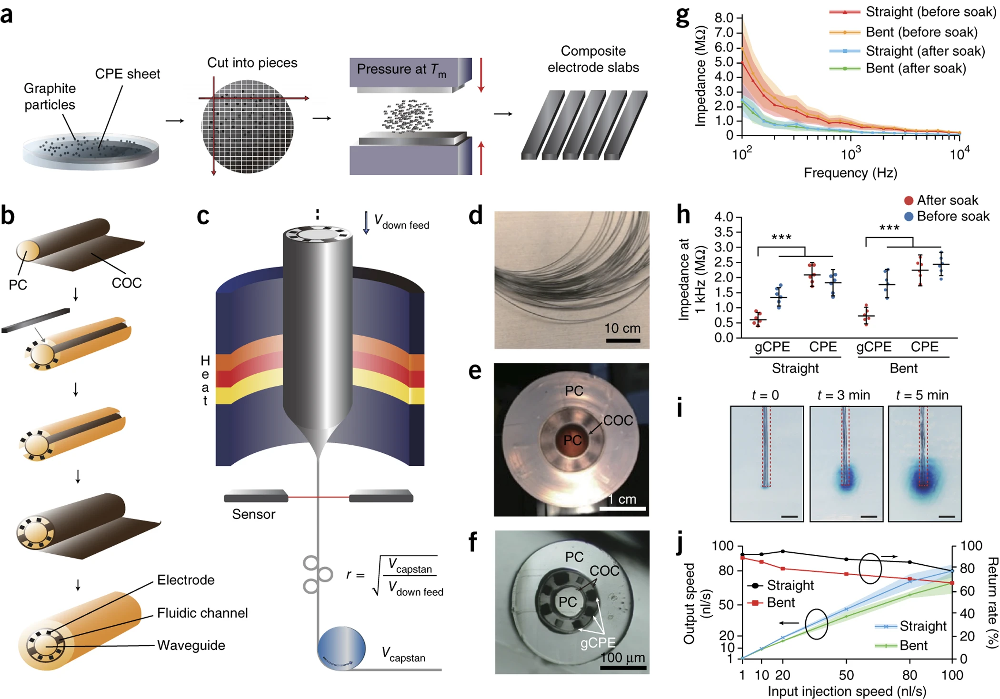 a
Graphite
particles
CPE sheet
Cut into pieces
Pressure at Tm
Composite
electrode slabs
b
PC
COC
Electrode
Fluidic channel
Waveguide
c
Vdown feed
H
e
a
t
Sensor
r = √ Vcapstan
Vdown feed
Vcapstan
d
10 cm
e
PC
COC
PC
1 cm
f
PC
COC
PC
gCPE
100 µm
g
Straight (before soak)
Bent (before soak)
Straight (after soak)
Bent (after soak)
Impedance (MΩ)
8.0
7.0
6.0
5.0
4.0
3.0
2.0
1.0
0
10² 10³ 10⁴
Frequency (Hz)
h
After soak
Before soak
Impedance at
1 kHz (MΩ)
4.0
3.5
3.0
2.5
2.0
1.5
1.0
0.5
0.0
*** ***
gCPE CPE gCPE CPE
Straight Bent
i
t = 0 t = 3 min t = 5 min
j
Output speed
(nl/s)
100
80
50
20
10
1
Straight
Bent
Straight
Bent
100
80
60
40
20
0
Return rate (%)
1 10 20 50 80 100
Input injection speed (nl/s)